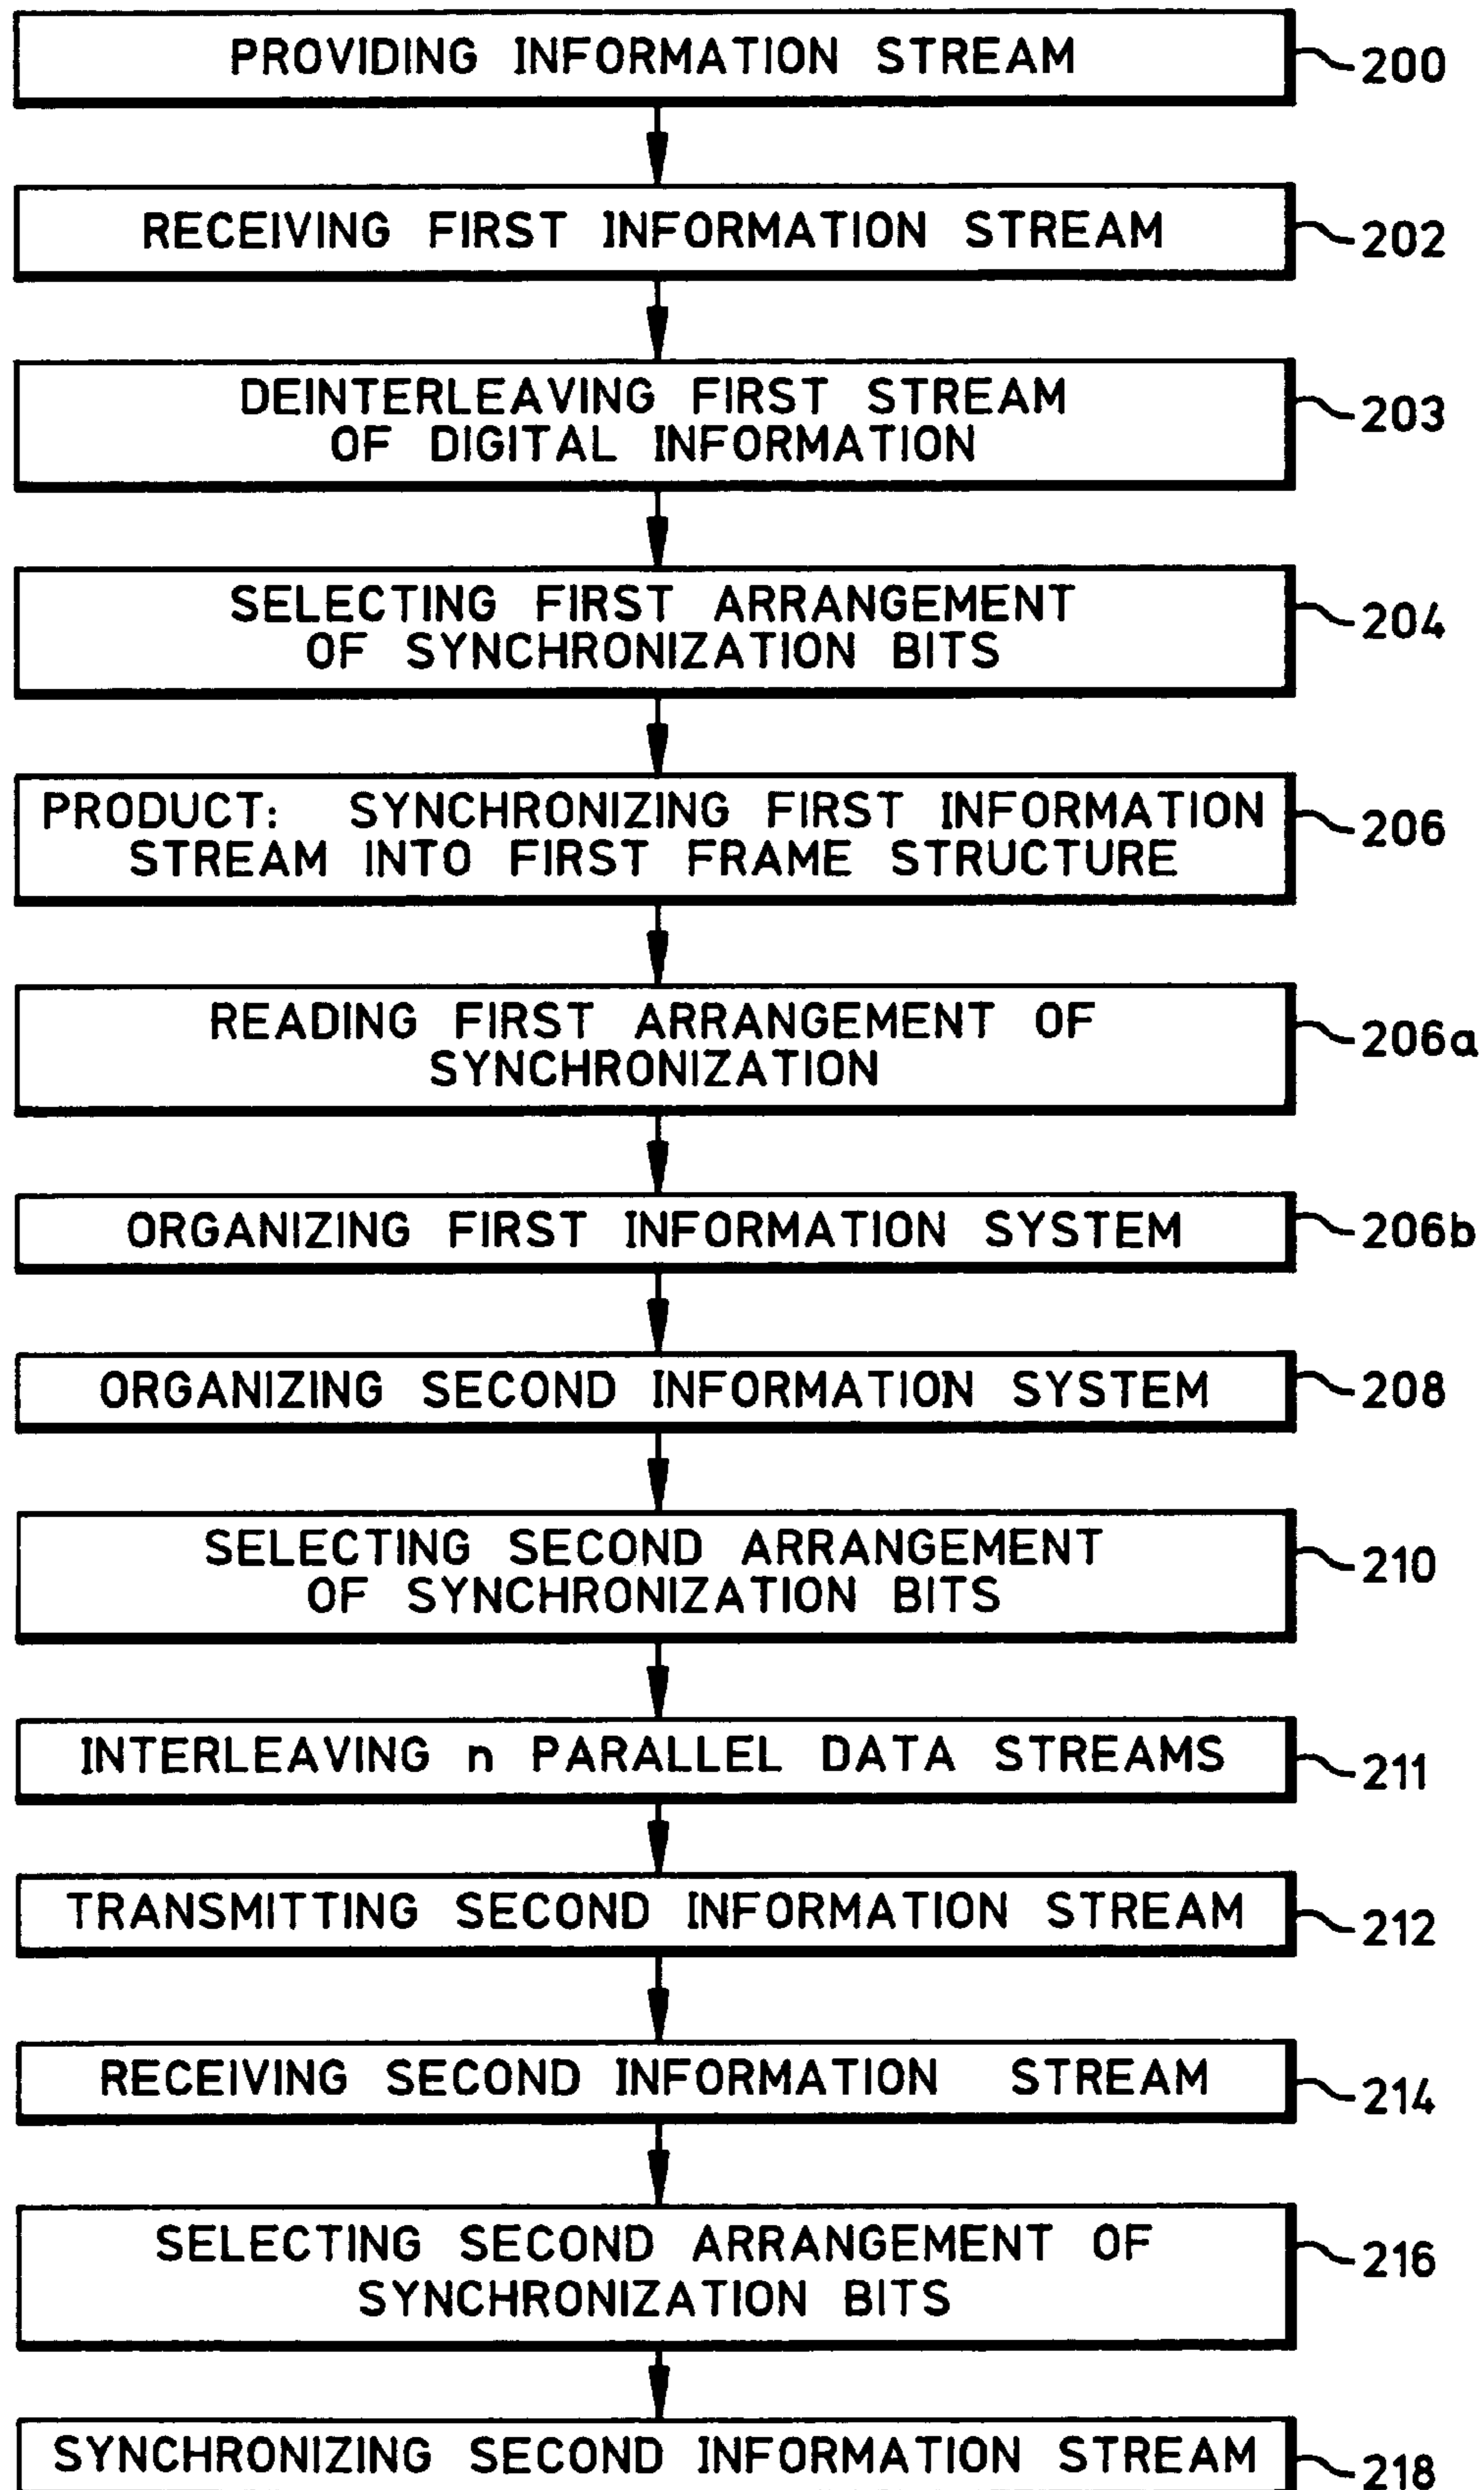 PROVIDING INFORMATION STREAM 200
RECEIVING FIRST INFORMATION STREAM 202
DEINTERLEAVING FIRST STREAM
OF DIGITAL INFORMATION 203
SELECTING FIRST ARRANGEMENT
OF SYNCHRONIZATION BITS 204
PRODUCT: SYNCHRONIZING FIRST INFORMATION
STREAM INTO FIRST FRAME STRUCTURE 206
READING FIRST ARRANGEMENT OF
SYNCHRONIZATION 206a
ORGANIZING FIRST INFORMATION SYSTEM 206b
ORGANIZING SECOND INFORMATION SYSTEM 208
SELECTING SECOND ARRANGEMENT
OF SYNCHRONIZATION BITS 210
INTERLEAVING n PARALLEL DATA STREAMS 211
TRANSMITTING SECOND INFORMATION STREAM 212
RECEIVING SECOND INFORMATION STREAM 214
SELECTING SECOND ARRANGEMENT OF
SYNCHRONIZATION BITS 216
SYNCHRONIZING SECOND INFORMATION STREAM 218